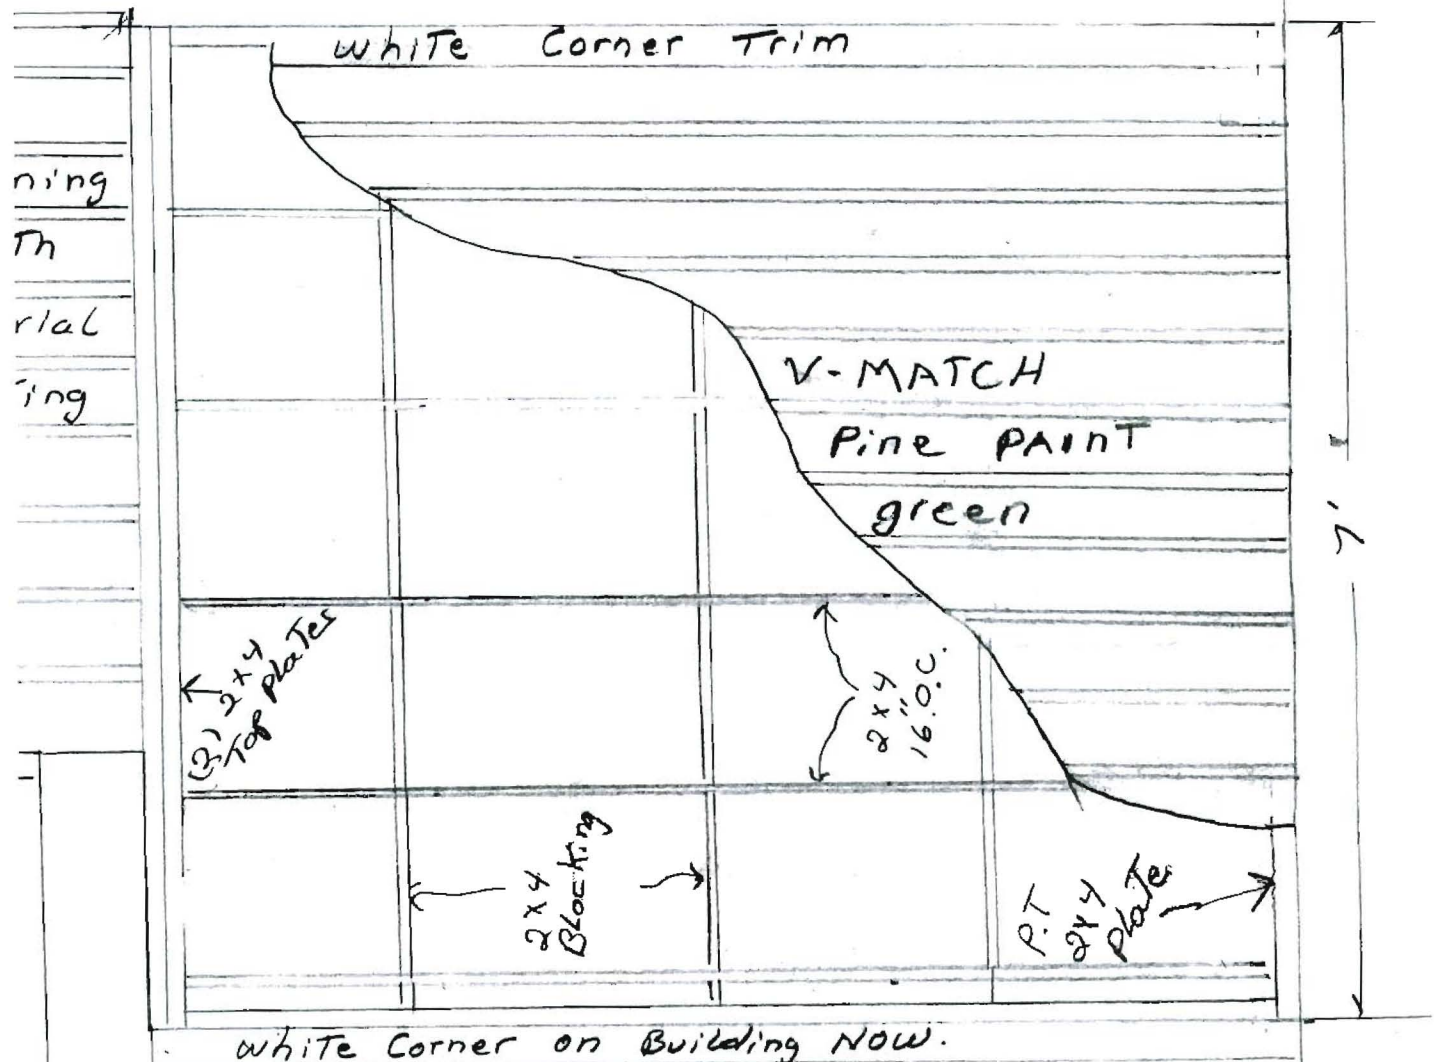 white Corner Trim
ning
Th
rial
ing
V-MATCH
Pine PAInT
green
7'
(2) 2x4
Top plates
2x4
16" O.C.
2x4
Blocking
P.T
2x4
plate
white Corner on Building NOW.